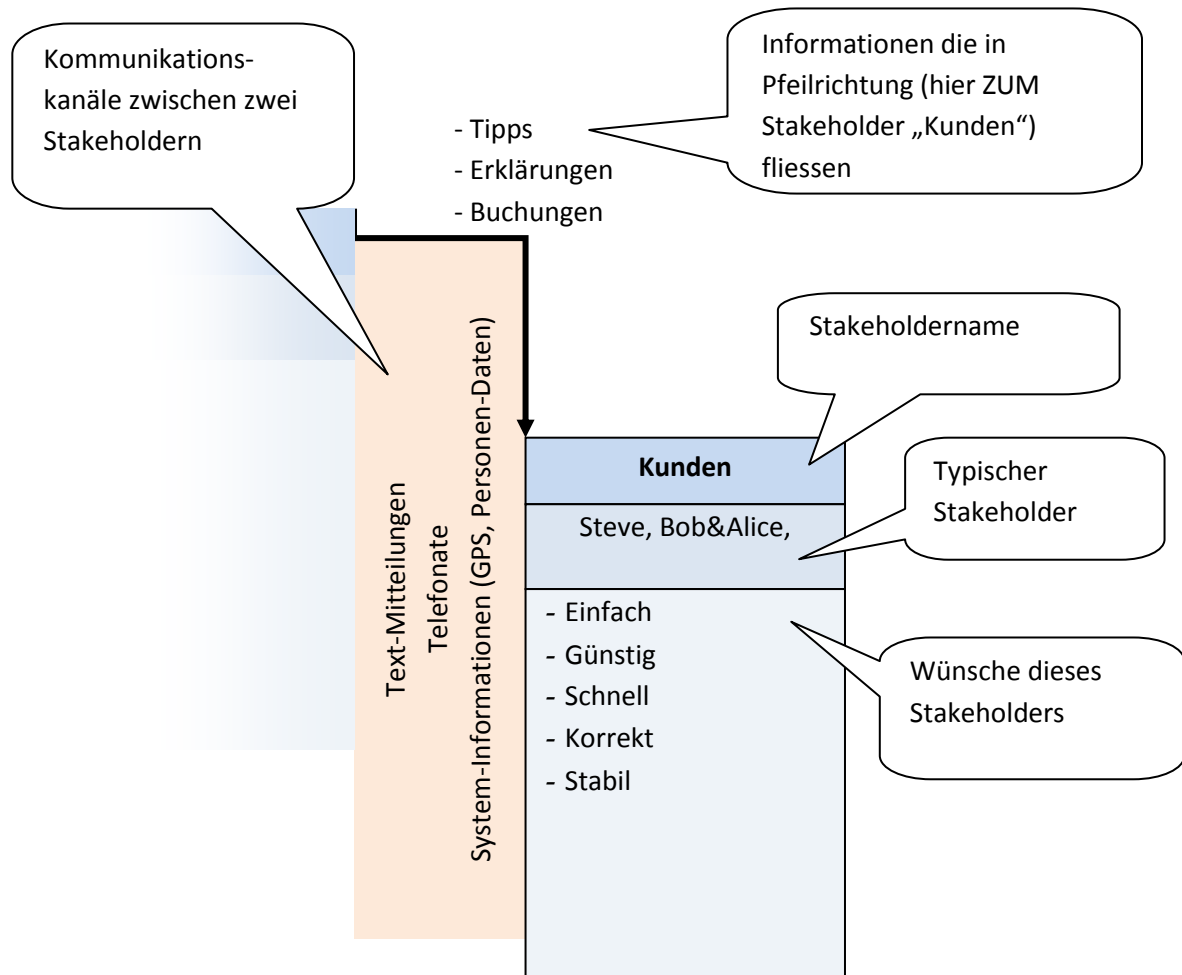 Kommunikations-
kanäle zwischen zwei
Stakeholdern
Informationen die in
Pfeilrichtung (hier ZUM
Stakeholder „Kunden“)
fliessen
- Tipps
- Erklärungen
- Buchungen
Text-Mitteilungen
Telefonate
System-Informationen (GPS, Personen-Daten)
Stakeholdername
Kunden
Typischer
Stakeholder
Steve, Bob&Alice,
- Einfach
- Günstig
- Schnell
- Korrekt
- Stabil
Wünsche dieses
Stakeholders